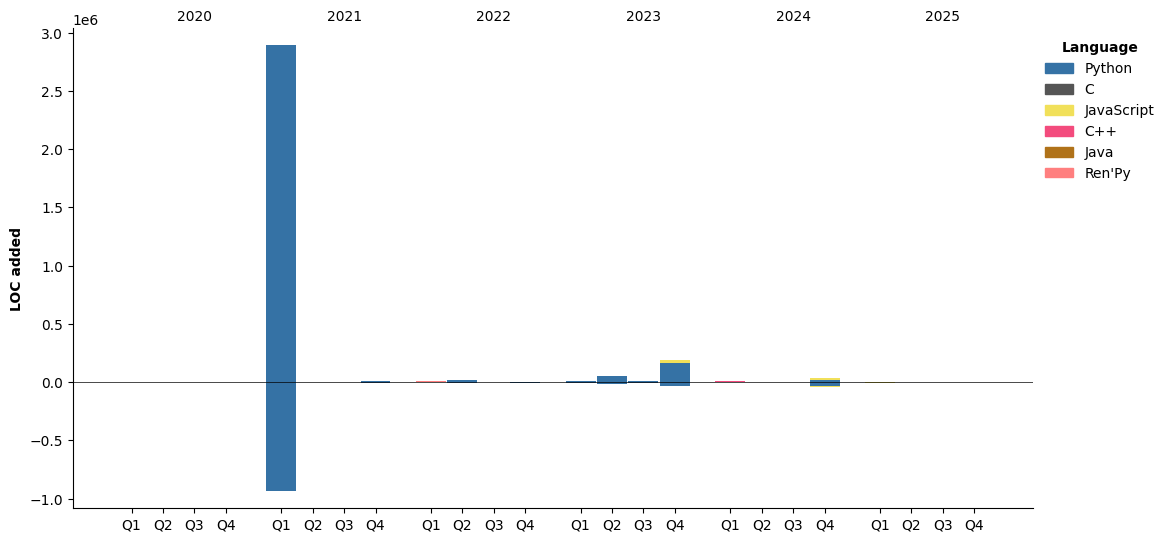 2020 2021 2022 2023 2024 2025
1e6
3.0
2.5
2.0
1.5
1.0
0.5
0.0
−0.5
−1.0
LOC added
Q1 Q2 Q3 Q4 Q1 Q2 Q3 Q4 Q1 Q2 Q3 Q4 Q1 Q2 Q3 Q4 Q1 Q2 Q3 Q4 Q1 Q2 Q3 Q4
Language
Python
C
JavaScript
C++
Java
Ren'Py